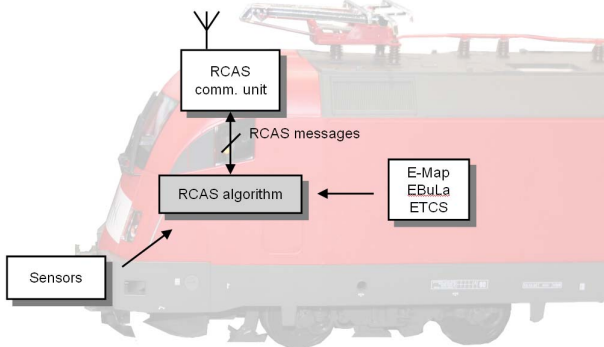 RCAS
comm. unit
RCAS messages
RCAS algorithm
E-Map
EBuLa
ETCS
Sensors